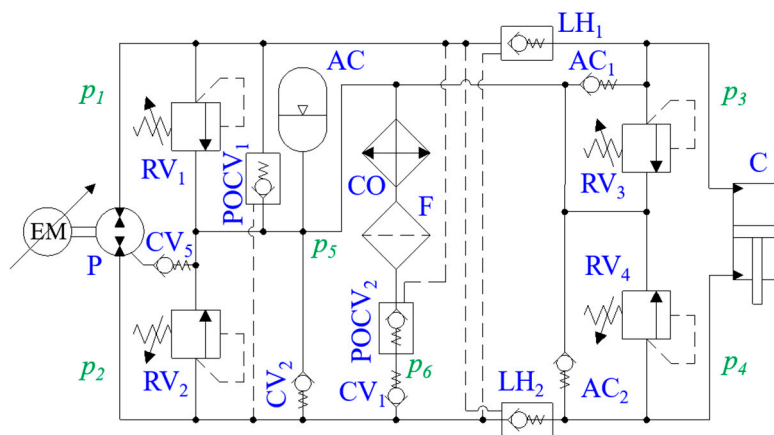 LH₁
AC
AC₁
p₁
p₃
RV₁
POCV₁
CO
RV₃
C
F
EM
CV₅
P
p₅
RV₄
POCV₂
p₂
RV₂
CV₂
p₆
CV₁
LH₂
AC₂
p₄